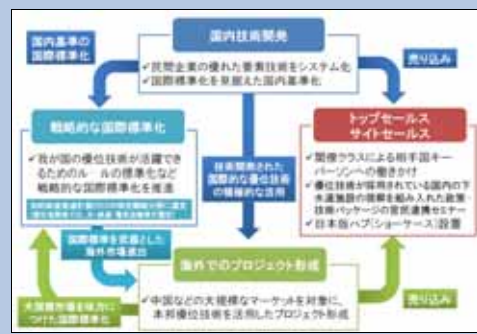 国内技術開発
✓民間企業の優れた要素技術をシステム化
✓国際標準化を見据えた国内基準化
国内基準の
国際標準化
売り込み
戦略的な国際標準化
✓我が国の優位技術が活躍でき
るためのルールの標準化など
戦略的な国際標準化を推進
技術開発された
国際的な優位技術
の積極的な活用
トップセールス
サイトセールス
✓閣僚クラスによる相手国キー
パーソンへの働きかけ
✓優位技術が採用されている国内の下
水道施設の視察を組み入れた政策・
技術パッケージの官民連携セミナー
✓日本版ハブ(ショーケース)設置
国際標準を武器とした
海外市場進出
海外でのプロジェクト形成
✓中国などの大規模なマーケットを対象に、
本邦優位技術を活用したプロジェクト形成
大規模市場を味方に
つけた国際標準化
売り込み